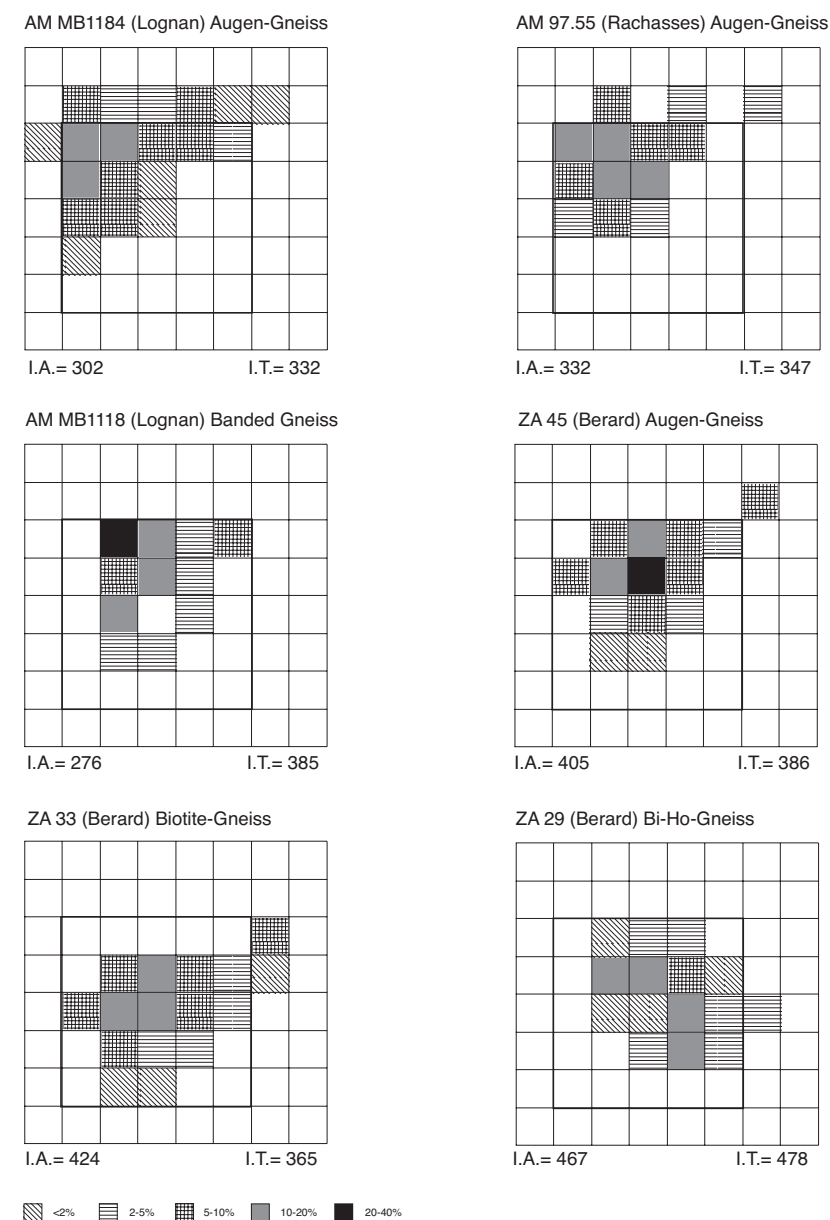 AM MB1184 (Lognan) Augen-Gneiss
AM 97.55 (Rachasses) Augen-Gneiss
I.A.= 302
I.T.= 332
I.A.= 332
I.T.= 347
AM MB1118 (Lognan) Banded Gneiss
ZA 45 (Berard) Augen-Gneiss
I.A.= 276
I.T.= 385
I.A.= 405
I.T.= 386
ZA 33 (Berard) Biotite-Gneiss
ZA 29 (Berard) Bi-Ho-Gneiss
I.A.= 424
I.T.= 365
I.A.= 467
I.T.= 478
<2% 2-5% 5-10% 10-20% 20-40%